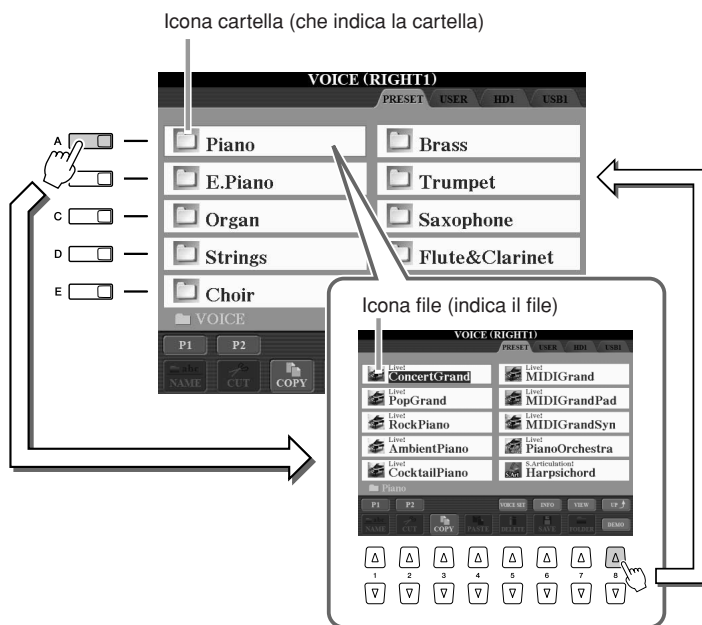 Icona cartella (che indica la cartella)
VOICE (RIGHT1)
PRESET USER HD1 USB1
A
Piano
Brass
E.Piano
Trumpet
C
Organ
Saxophone
D
Strings
Flute&Clarinet
E
Choir
VOICE
P1 P2
NAME CUT COPY
Icona file (indica il file)
VOICE (RIGHT1)
PRESET USER HD1 USB1
Live!
ConcertGrand
Live!
MIDIGrand
Live!
PopGrand
Live!
MIDIGrandPad
Live!
RockPiano
Live!
MIDIGrandSyn
Live!
AmbientPiano
Live!
PianoOrchestra
Live!
CocktailPiano
S.Articulation!
Harpsichord
Piano
P1 P2 VOICE SET INFO VIEW UP
NAME CUT COPY PASTE DELETE SAVE FOLDER DEMO
1 2 3 4 5 6 7 8